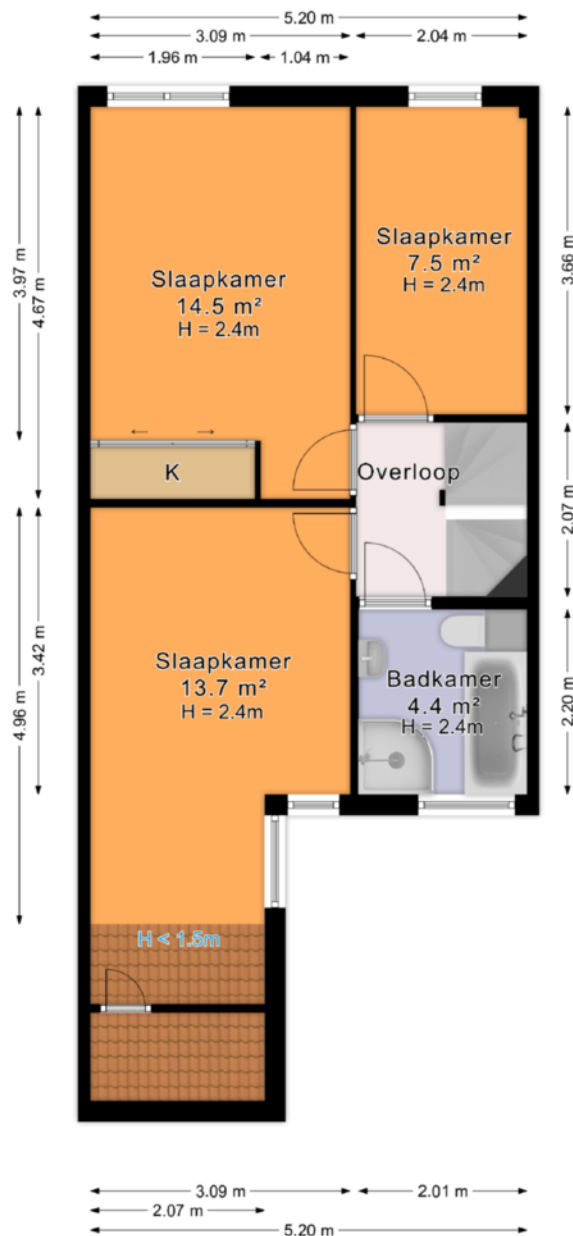 5.20 m
3.09 m
2.04 m
1.96 m
1.04 m
3.97 m
4.67 m
3.66 m
Slaapkamer
7.5 m²
H = 2.4m
Slaapkamer
14.5 m²
H = 2.4m
K
Overloop
2.07 m
3.42 m
4.96 m
Slaapkamer
13.7 m²
H = 2.4m
Badkamer
4.4 m²
H = 2.4m
2.20 m
H < 1.5m
3.09 m
2.01 m
2.07 m
5.20 m